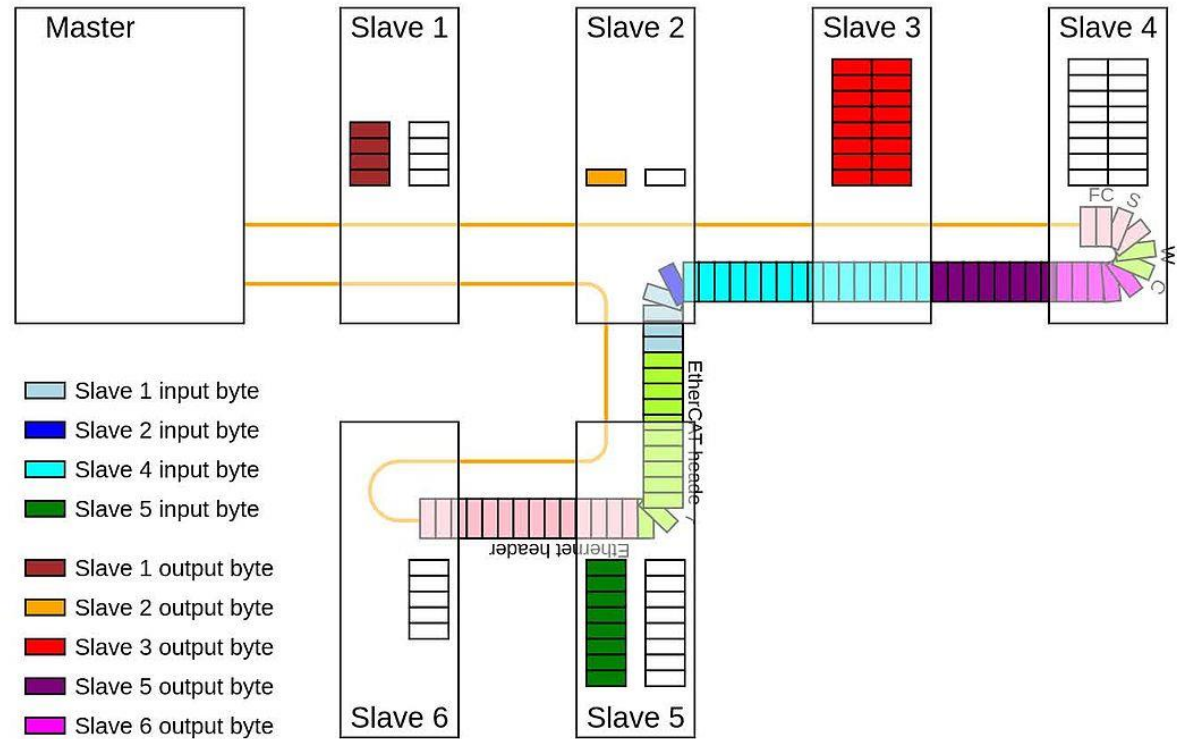 Master
Slave 1
Slave 2
Slave 3
Slave 4
FC S
W
C
EtherCAT header
Ethernet header
Slave 1 input byte
Slave 2 input byte
Slave 4 input byte
Slave 5 input byte
Slave 1 output byte
Slave 2 output byte
Slave 3 output byte
Slave 5 output byte
Slave 6 output byte
Slave 6
Slave 5